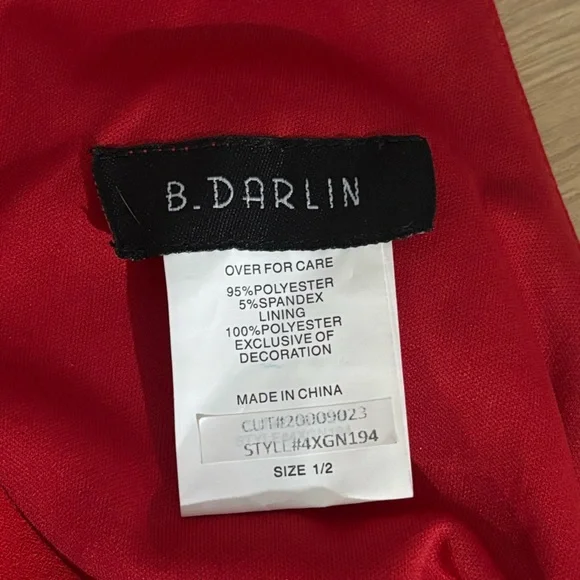 B.DARLIN
OVER FOR CARE
95%POLYESTER
5%SPANDEX
LINING
100%POLYESTER
EXCLUSIVE OF
DECORATION
MADE IN CHINA
CUT#20009023
STYLE#4XGN194
SIZE 1/2